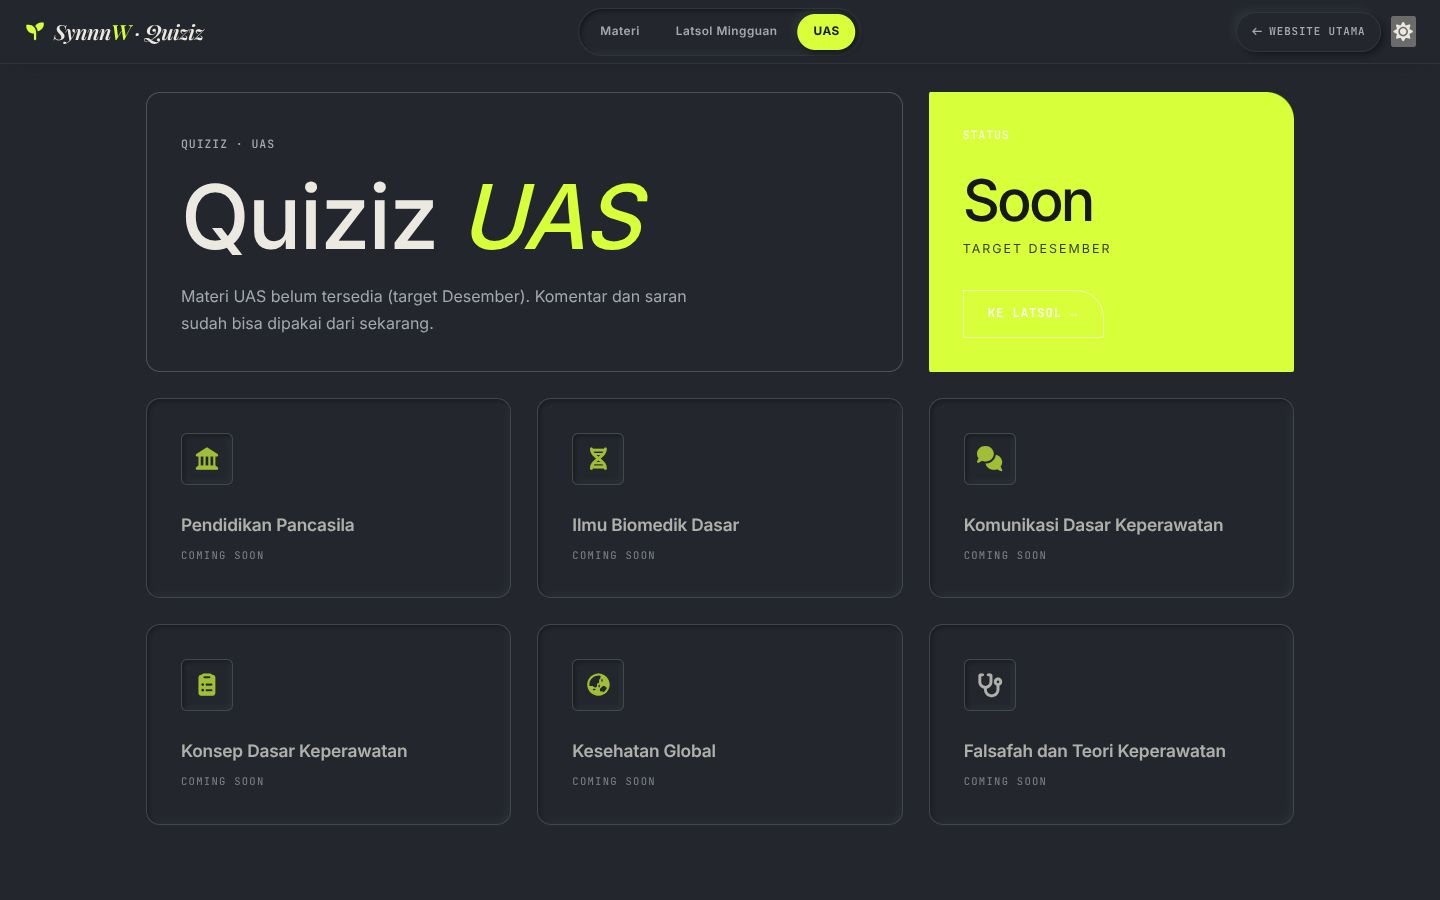 SynnnW · Quiziz
Materi
Latsol Mingguan
UAS
← WEBSITE UTAMA
QUIZIZ · UAS
Quiziz UAS
Materi UAS belum tersedia (target Desember). Komentar dan saran
sudah bisa dipakai dari sekarang.
STATUS
Soon
TARGET DESEMBER
KE LATSOL →
Pendidikan Pancasila
COMING SOON
Ilmu Biomedik Dasar
COMING SOON
Komunikasi Dasar Keperawatan
COMING SOON
Konsep Dasar Keperawatan
COMING SOON
Kesehatan Global
COMING SOON
Falsafah dan Teori Keperawatan
COMING SOON